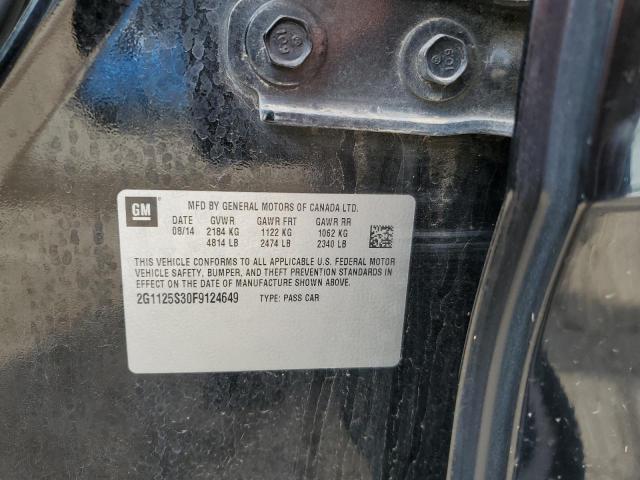 GM
MFD BY GENERAL MOTORS OF CANADA LTD.
DATE GVWR GAWR FRT GAWR RR
08/14 2184 KG 1122 KG 1062 KG
4814 LB 2474 LB 2340 LB
THIS VEHICLE CONFORMS TO ALL APPLICABLE U.S. FEDERAL MOTOR
VEHICLE SAFETY, BUMPER, AND THEFT PREVENTION STANDARDS IN
EFFECT ON THE DATE OF MANUFACTURE SHOWN ABOVE.
2G1125S30F9124649 TYPE: PASS CAR